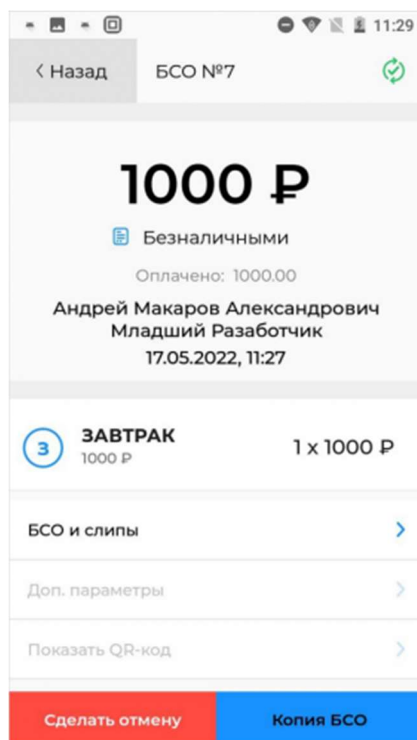 11:29
Назад
БСО №7
1000 ₽
Безналичными
Оплачено: 1000.00
Андрей Макаров Александрович
Младший Разаботчик
17.05.2022, 11:27
З
ЗАВТРАК
1000 ₽
1 x 1000 ₽
БСО и слипы
Доп. параметры
Показать QR-код
Сделать отмену
Копия БСО